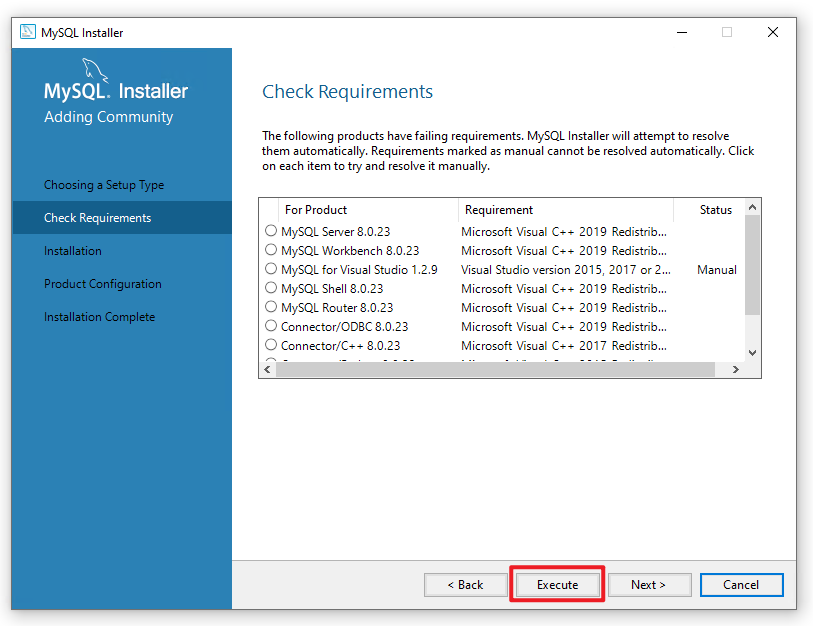 MySQL Installer
MySQL. Installer
Adding Community
Choosing a Setup Type
Check Requirements
Installation
Product Configuration
Installation Complete
Check Requirements
The following products have failing requirements. MySQL Installer will attempt to resolve
them automatically. Requirements marked as manual cannot be resolved automatically. Click
on each item to try and resolve it manually.
For Product Requirement Status
MySQL Server 8.0.23 Microsoft Visual C++ 2019 Redistrib...
MySQL Workbench 8.0.23 Microsoft Visual C++ 2019 Redistrib...
MySQL for Visual Studio 1.2.9 Visual Studio version 2015, 2017 or 2... Manual
MySQL Shell 8.0.23 Microsoft Visual C++ 2019 Redistrib...
MySQL Router 8.0.23 Microsoft Visual C++ 2019 Redistrib...
Connector/ODBC 8.0.23 Microsoft Visual C++ 2019 Redistrib...
Connector/C++ 8.0.23 Microsoft Visual C++ 2017 Redistrib...
< Back Execute Next > Cancel